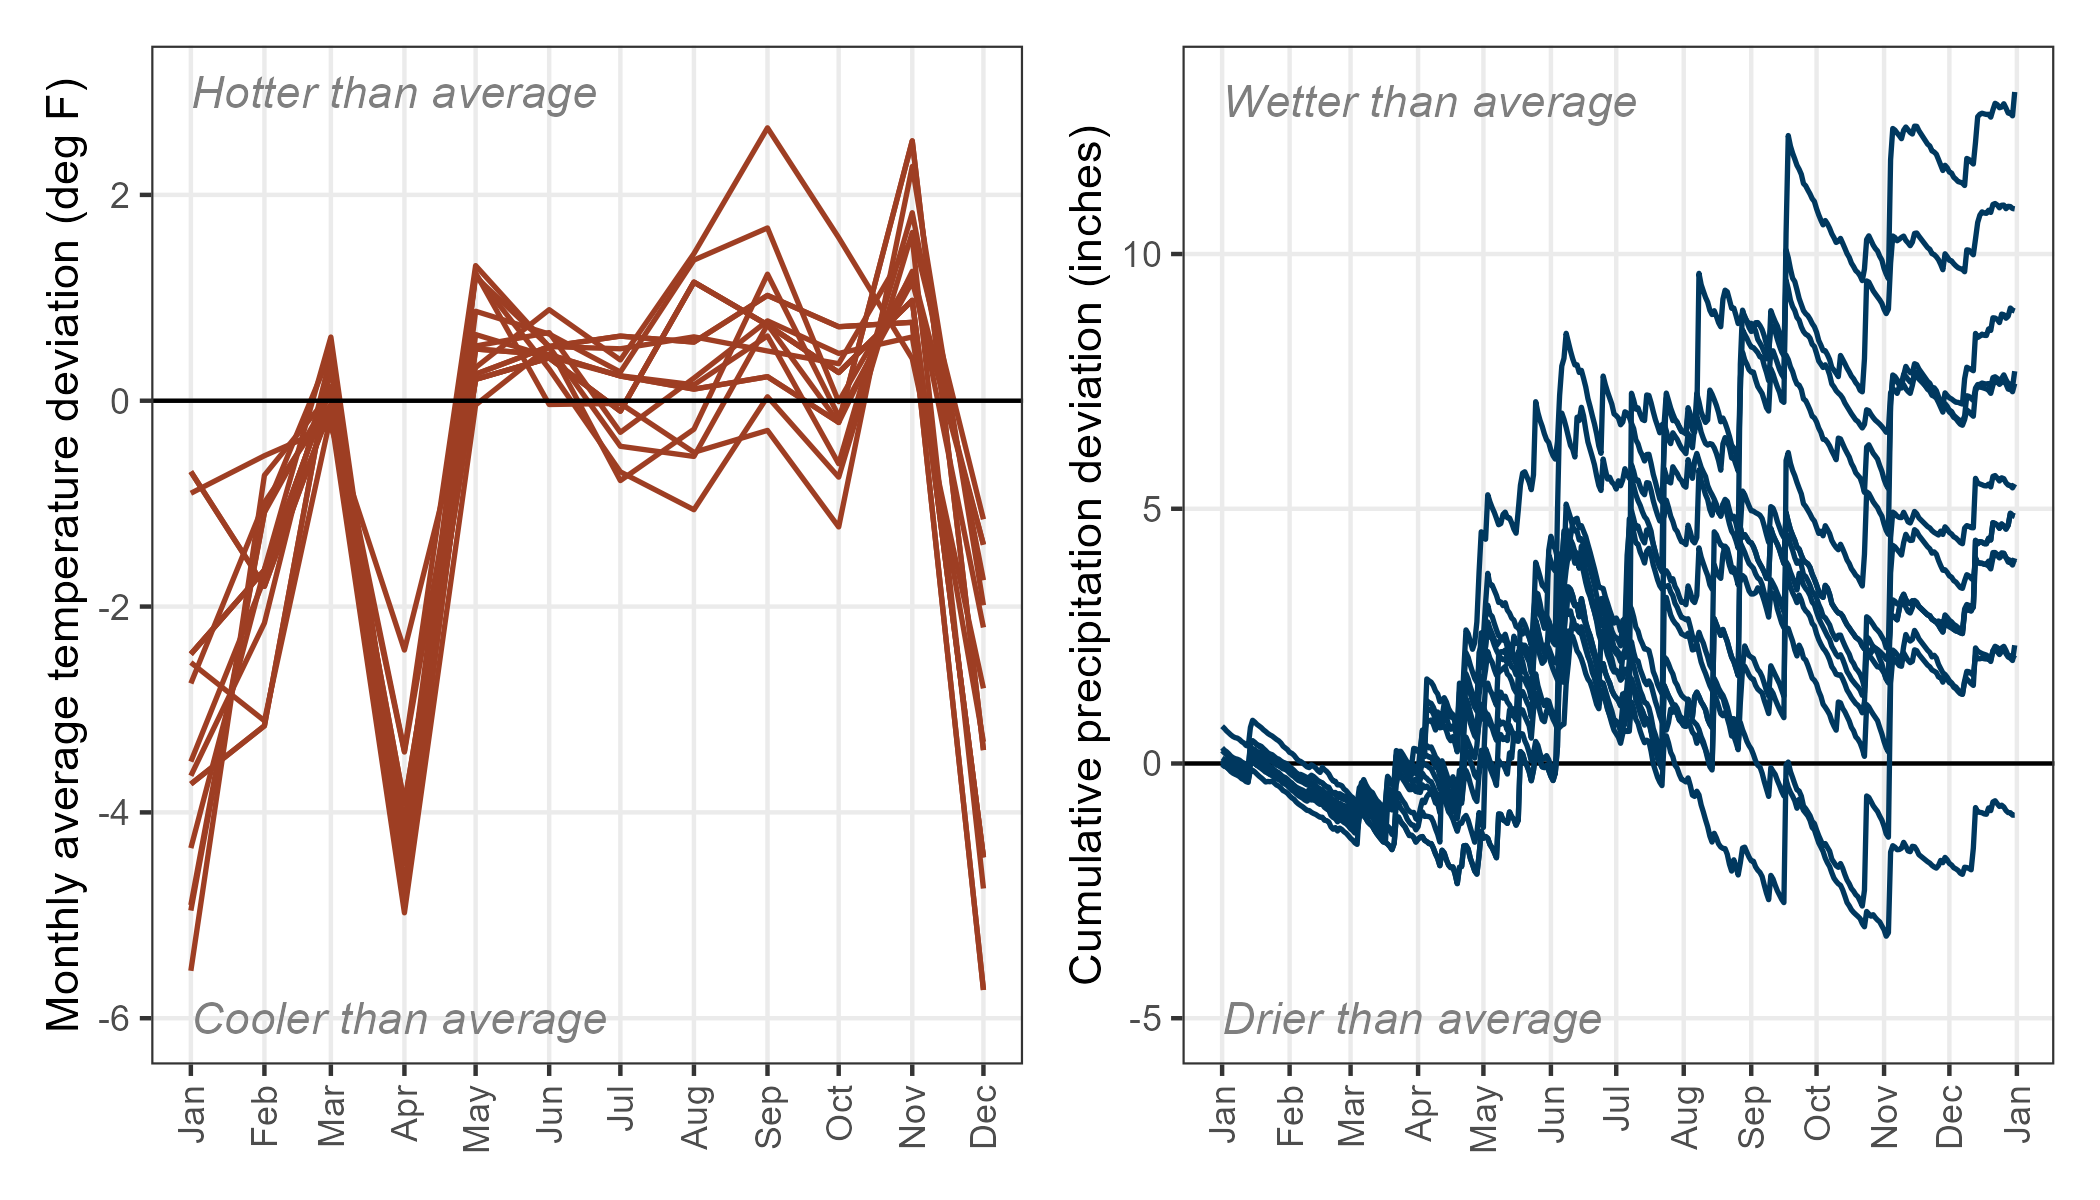 Monthly average temperature deviation (deg F)
Hotter than average
Cooler than average
2
0
-2
-4
-6
Jan
Feb
Mar
Apr
May
Jun
Jul
Aug
Sep
Oct
Nov
Dec
Cumulative precipitation deviation (inches)
Wetter than average
Drier than average
10
5
0
-5
Jan
Feb
Mar
Apr
May
Jun
Jul
Aug
Sep
Oct
Nov
Dec
Jan